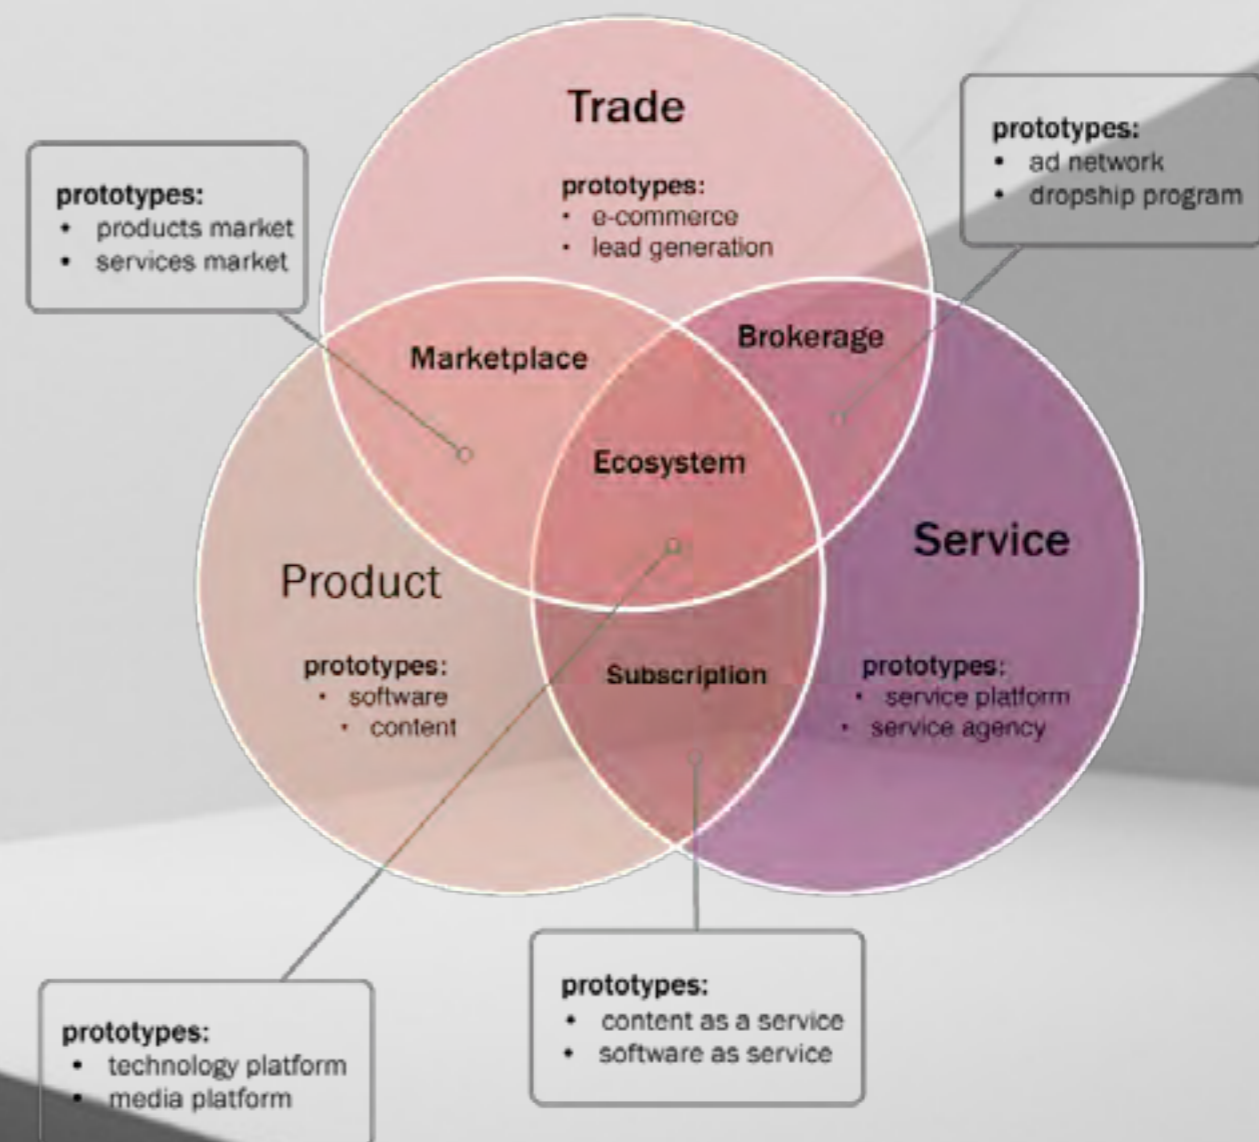 Trade
prototypes:
• e-commerce
• lead generation
prototypes:
• products market
• services market
prototypes:
• ad network
• dropship program
Marketplace
Brokerage
Ecosystem
Product
prototypes:
• software
• content
Service
prototypes:
• service platform
• service agency
Subscription
prototypes:
• technology platform
• media platform
prototypes:
• content as a service
• software as service